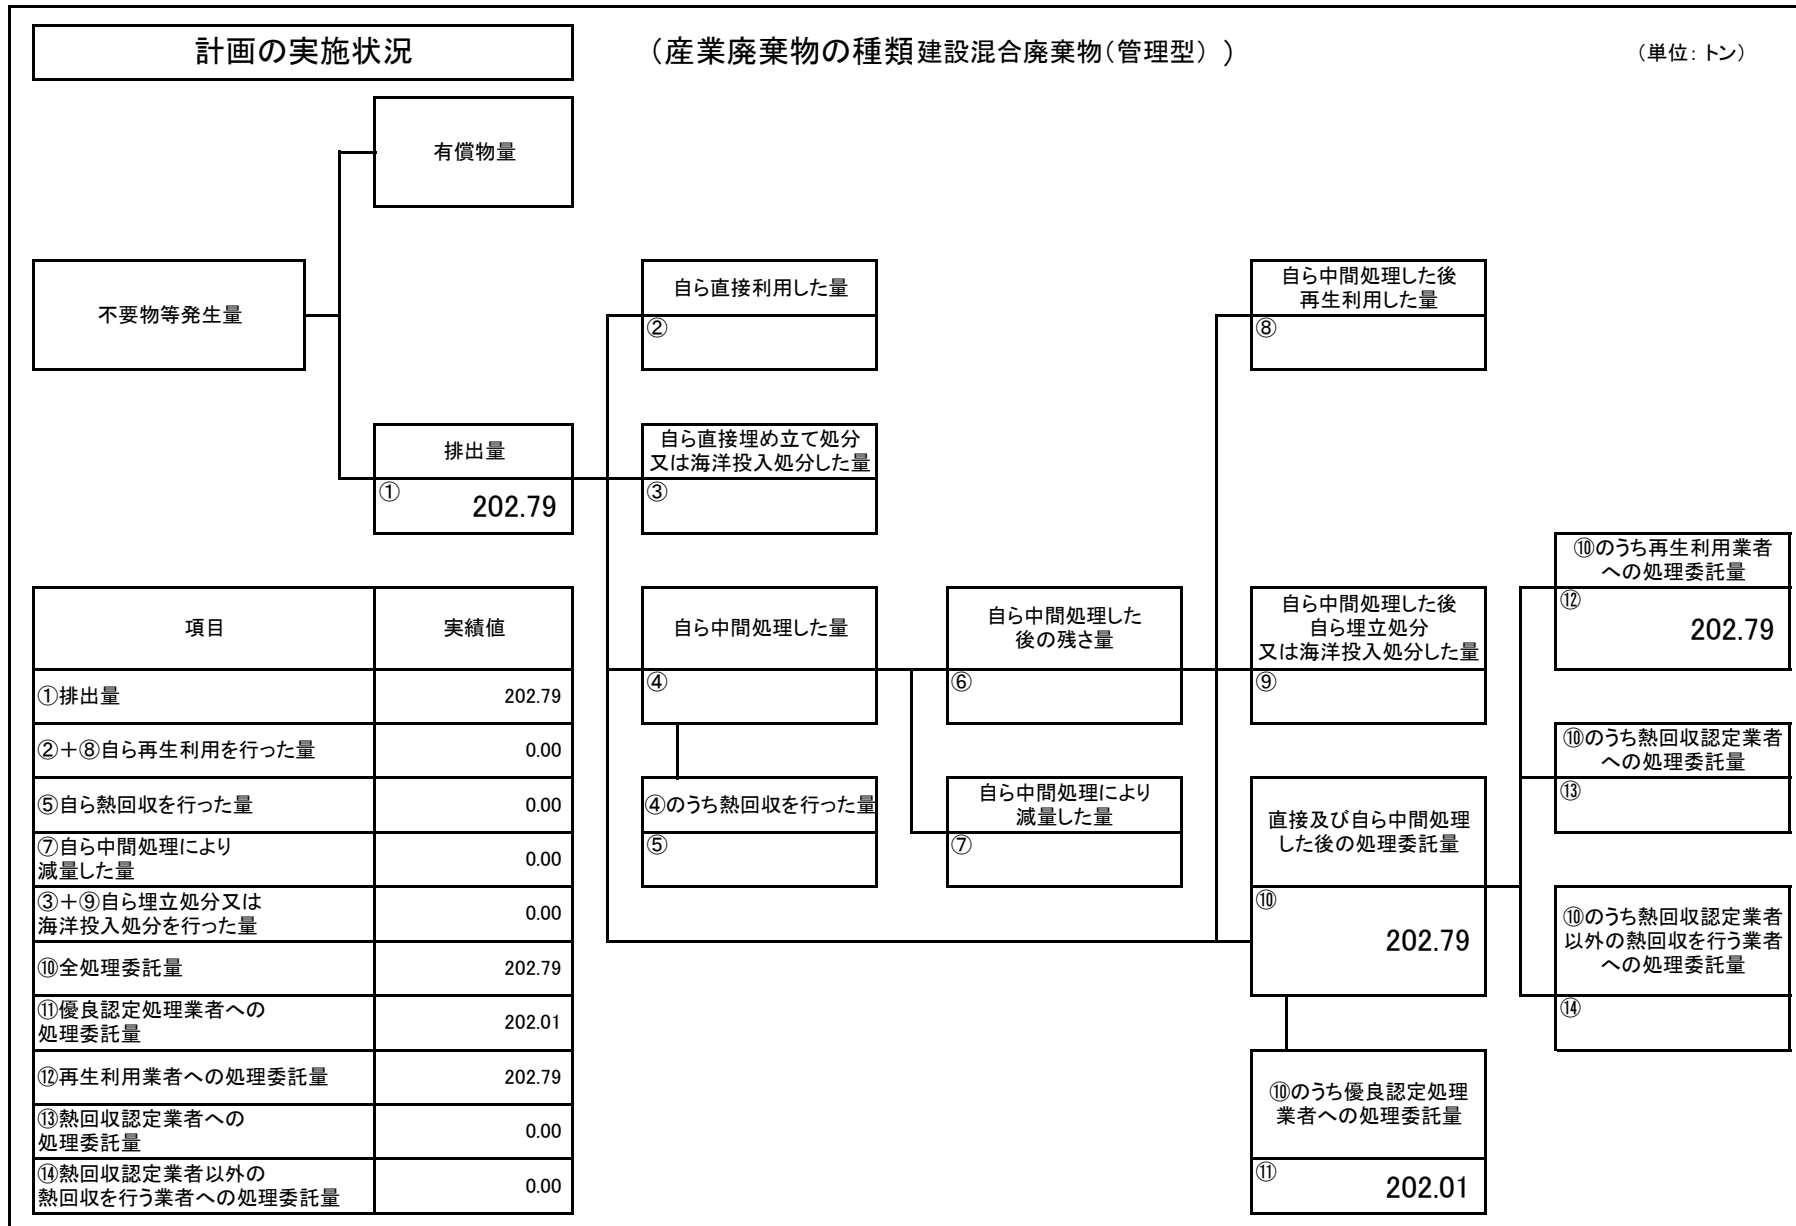 計画の実施状況
（産業廃棄物の種類建設混合廃棄物（管理型） ）
（単位：トン）
有償物量
不要物等発生量
自ら直接利用した量
②
自ら中間処理した後
再生利用した量
⑧
排出量
① 202.79
自ら直接埋め立て処分
又は海洋投入処分した量
③
⑩のうち再生利用業者
への処理委託量
⑫ 202.79
自ら中間処理した量
④
自ら中間処理した
後の残さ量
⑥
自ら中間処理した後
自ら埋立処分
又は海洋投入処分した量
⑨
⑩のうち熱回収認定業者
への処理委託量
⑬
④のうち熱回収を行った量
⑤
自ら中間処理により
減量した量
⑦
直接及び自ら中間処理
した後の処理委託量
⑩ 202.79
⑩のうち熱回収認定業者
以外の熱回収を行う業者
への処理委託量
⑭
⑩のうち優良認定処理
業者への処理委託量
⑪ 202.01
項目 実績値
①排出量 202.79
②＋⑧自ら再生利用を行った量 0.00
⑤自ら熱回収を行った量 0.00
⑦自ら中間処理により
減量した量 0.00
③＋⑨自ら埋立処分又は
海洋投入処分を行った量 0.00
⑩全処理委託量 202.79
⑪優良認定処理業者への
処理委託量 202.01
⑫再生利用業者への処理委託量 202.79
⑬熱回収認定業者への
処理委託量 0.00
⑭熱回収認定業者以外の
熱回収を行う業者への処理委託量 0.00